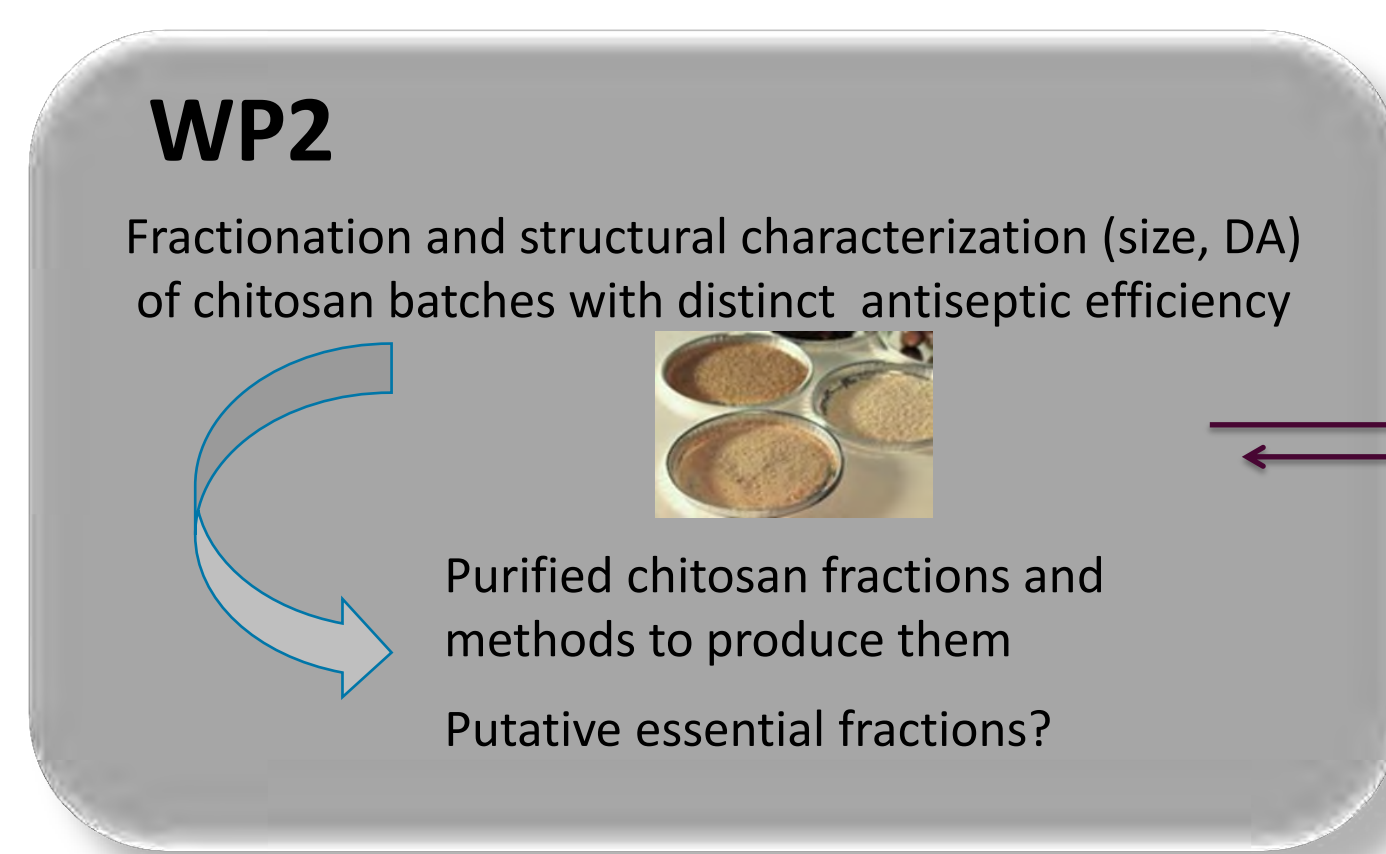 WP2
Fractionation and structural characterization (size, DA)
of chitosan batches with distinct  antiseptic efficiency
Purified chitosan fractions and
methods to produce them
Putative essential fractions?